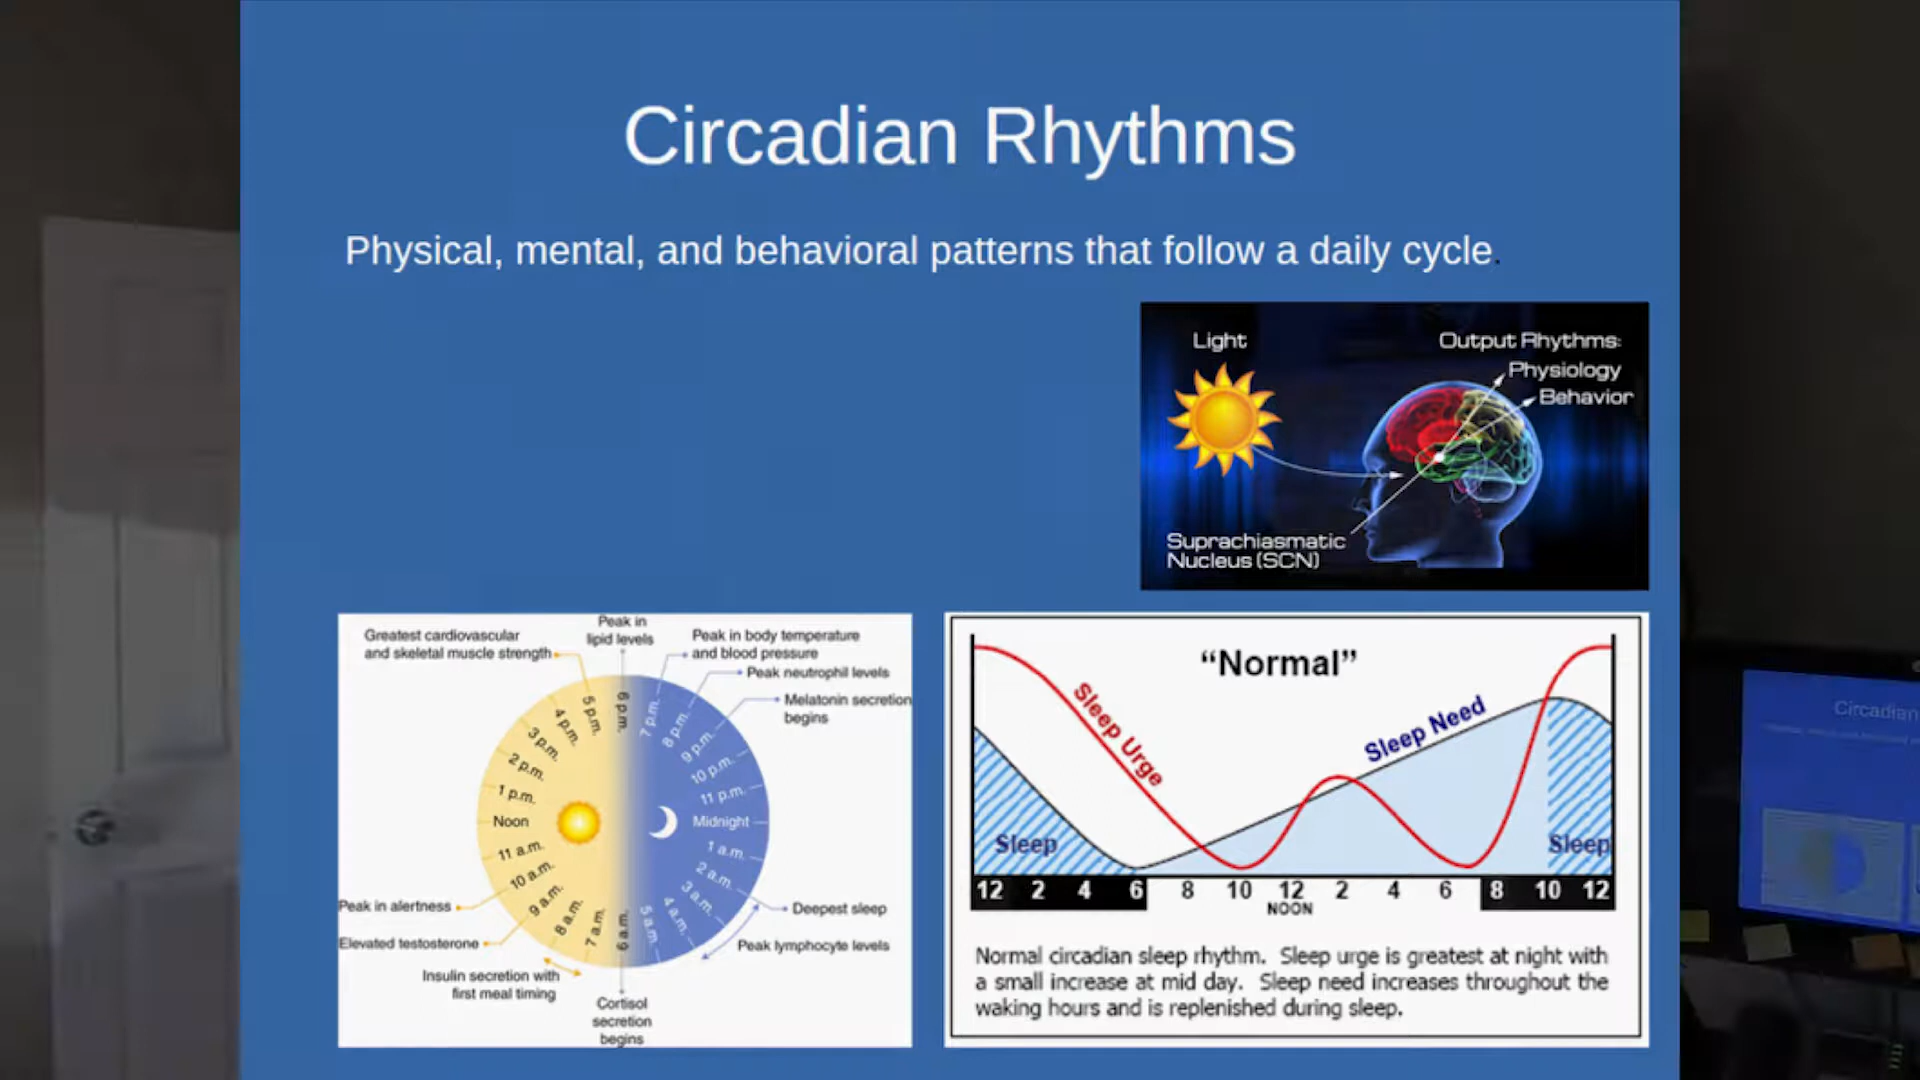 Circadian Rhythms
Physical, mental, and behavioral patterns that follow a daily cycle.
Light
Output Rhythms:
Physiology
Behavior
Suprachiasmatic
Nucleus (SCN)
Greatest cardiovascular
and skeletal muscle strength
Peak in
lipid levels
Peak in body temperature
and blood pressure
Peak neutrophil levels
Melatonin secretion
begins
6 p.m.
7 p.m.
8 p.m.
9 p.m.
10 p.m.
11 p.m.
Midnight
1 a.m.
2 a.m.
3 a.m.
4 a.m.
5 a.m.
6 a.m.
7 a.m.
8 a.m.
9 a.m.
10 a.m.
11 a.m.
Noon
1 p.m.
2 p.m.
3 p.m.
4 p.m.
5 p.m.
Peak in alertness
Elevated testosterone
Insulin secretion with
first meal timing
Cortisol
secretion
begins
Deepest sleep
Peak lymphocyte levels
“Normal”
Sleep Urge
Sleep Need
Sleep
Sleep
12 2 4 6 8 10 12 2 4 6 8 10 12
NOON
Normal circadian sleep rhythm. Sleep urge is greatest at night with
a small increase at mid day. Sleep need increases throughout the
waking hours and is replenished during sleep.
Circadian